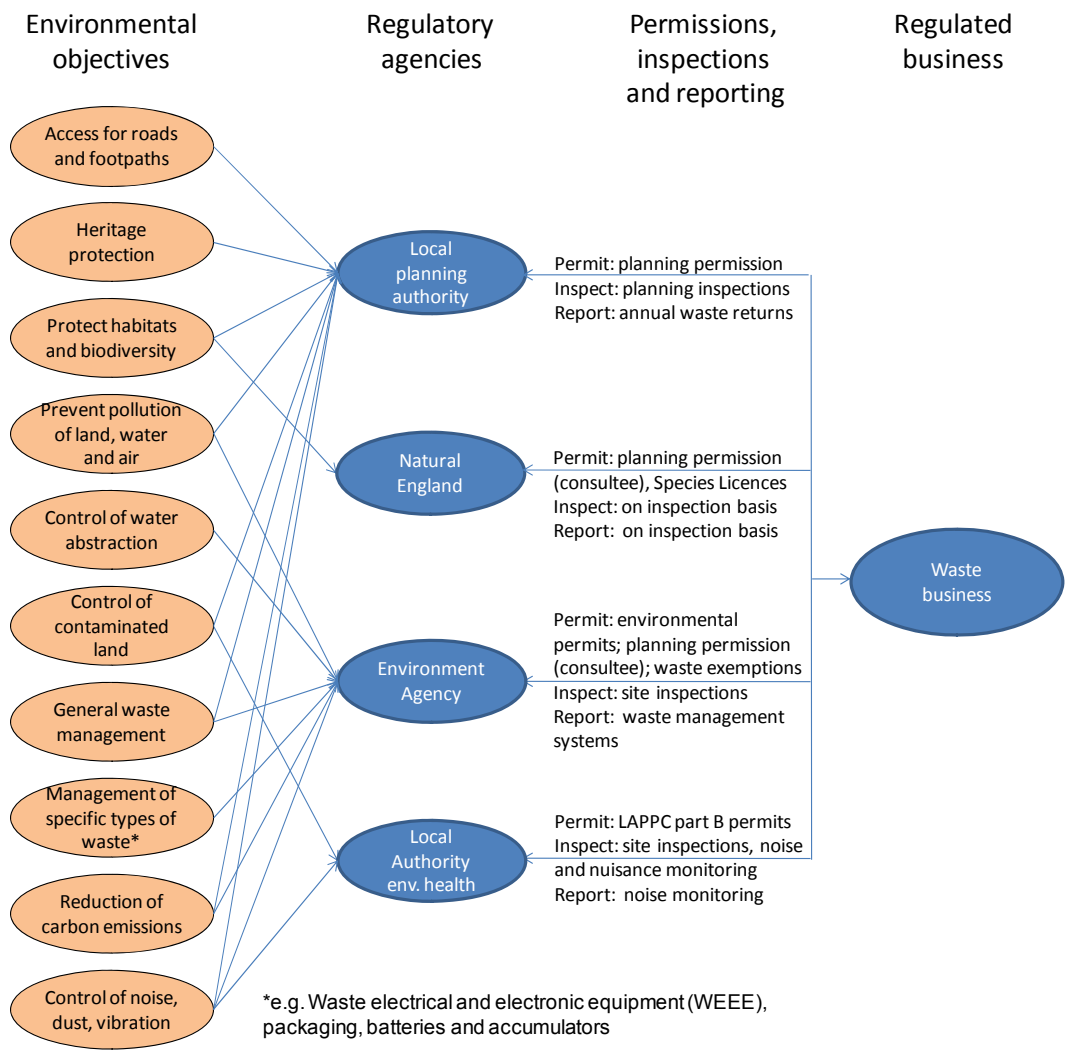 Environmental
objectives
Regulatory
agencies
Permissions,
inspections
and reporting
Regulated
business
Access for roads
and footpaths
Heritage
protection
Protect habitats
and biodiversity
Prevent pollution
of land, water
and air
Control of water
abstraction
Control of
contaminated
land
General waste
management
Management of
specific types of
waste*
Reduction of
carbon emissions
Control of noise,
dust, vibration
Local
planning
authority
Natural
England
Environment
Agency
Local
Authority
env. health
Permit: planning permission
Inspect: planning inspections
Report: annual waste returns
Permit: planning permission
(consultee), Species Licences
Inspect: on inspection basis
Report: on inspection basis
Permit: environmental
permits; planning permission
(consultee); waste exemptions
Inspect: site inspections
Report: waste management
systems
Permit: LAPPC part B permits
Inspect: site inspections, noise
and nuisance monitoring
Report: noise monitoring
Waste
business
*e.g. Waste electrical and electronic equipment (WEEE),
packaging, batteries and accumulators